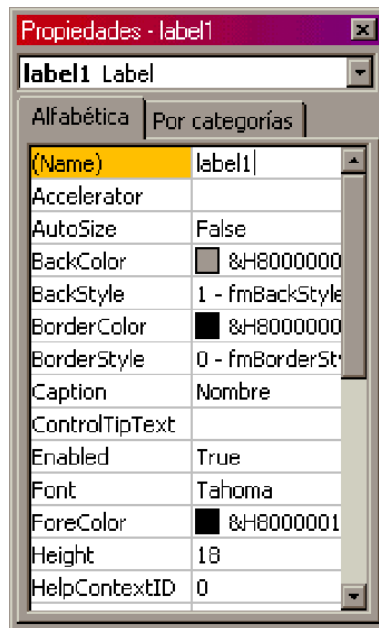 Propiedades - label1
label1 Label
Alfabética Por categorías
(Name) label1
Accelerator
AutoSize False
BackColor &H8000000
BackStyle 1 - fmBackStyle
BorderColor &H8000000
BorderStyle 0 - fmBorderSt
Caption Nombre
ControlTipText
Enabled True
Font Tahoma
ForeColor &H8000001
Height 18
HelpContextID 0